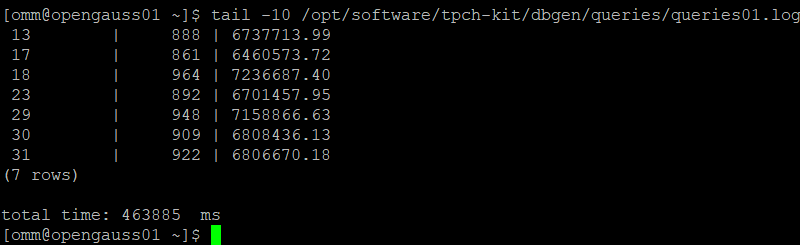 [omm@opengauss01 ~]$ tail -10 /opt/software/tpch-kit/dbgen/queries/queries01.log
 13        |     888 | 6737713.99
 17        |     861 | 6460573.72
 18        |     964 | 7236687.40
 23        |     892 | 6701457.95
 29        |     948 | 7158866.63
 30        |     909 | 6808436.13
 31        |     922 | 6806670.18
(7 rows)

total time: 463885  ms
[omm@opengauss01 ~]$